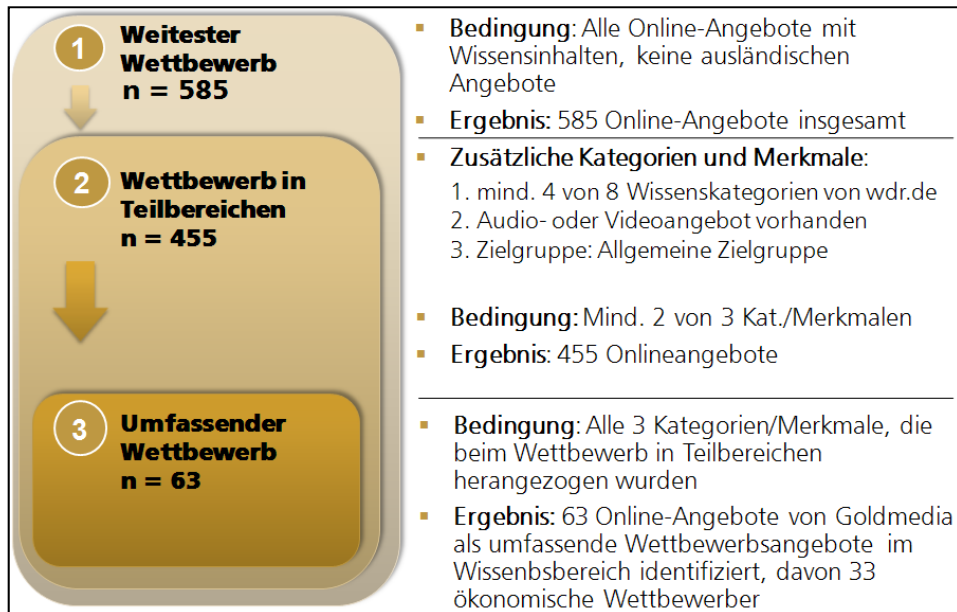 1
Weitester
Wettbewerb
n = 585
▪ Bedingung: Alle Online-Angebote mit
Wissensinhalten, keine ausländischen
Angebote
▪ Ergebnis: 585 Online-Angebote insgesamt
2
Wettbewerb in
Teilbereichen
n = 455
▪ Zusätzliche Kategorien und Merkmale:
1. mind. 4 von 8 Wissenskategorien von wdr.de
2. Audio- oder Videoangebot vorhanden
3. Zielgruppe: Allgemeine Zielgruppe
▪ Bedingung: Mind. 2 von 3 Kat./Merkmalen
▪ Ergebnis: 455 Onlineangebote
3
Umfassender
Wettbewerb
n = 63
▪ Bedingung: Alle 3 Kategorien/Merkmale, die
beim Wettbewerb in Teilbereichen
herangezogen wurden
▪ Ergebnis: 63 Online-Angebote von Goldmedia
als umfassende Wettbewerbsangebote im
Wissenbsbereich identifiziert, davon 33
ökonomische Wettbewerber